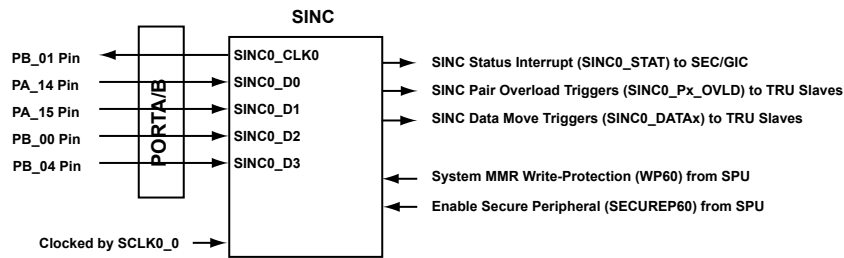 SINC
PB_01 Pin
SINC0_CLK0
SINC Status Interrupt (SINC0_STAT) to SEC/GIC
PA_14 Pin
SINC0_D0
SINC Pair Overload Triggers (SINC0_Px_OVLD) to TRU Slaves
PA_15 Pin
PORTA/B
SINC0_D1
SINC Data Move Triggers (SINC0_DATAx) to TRU Slaves
PB_00 Pin
SINC0_D2
PB_04 Pin
SINC0_D3
System MMR Write-Protection (WP60) from SPU
Enable Secure Peripheral (SECUREP60) from SPU
Clocked by SCLK0_0